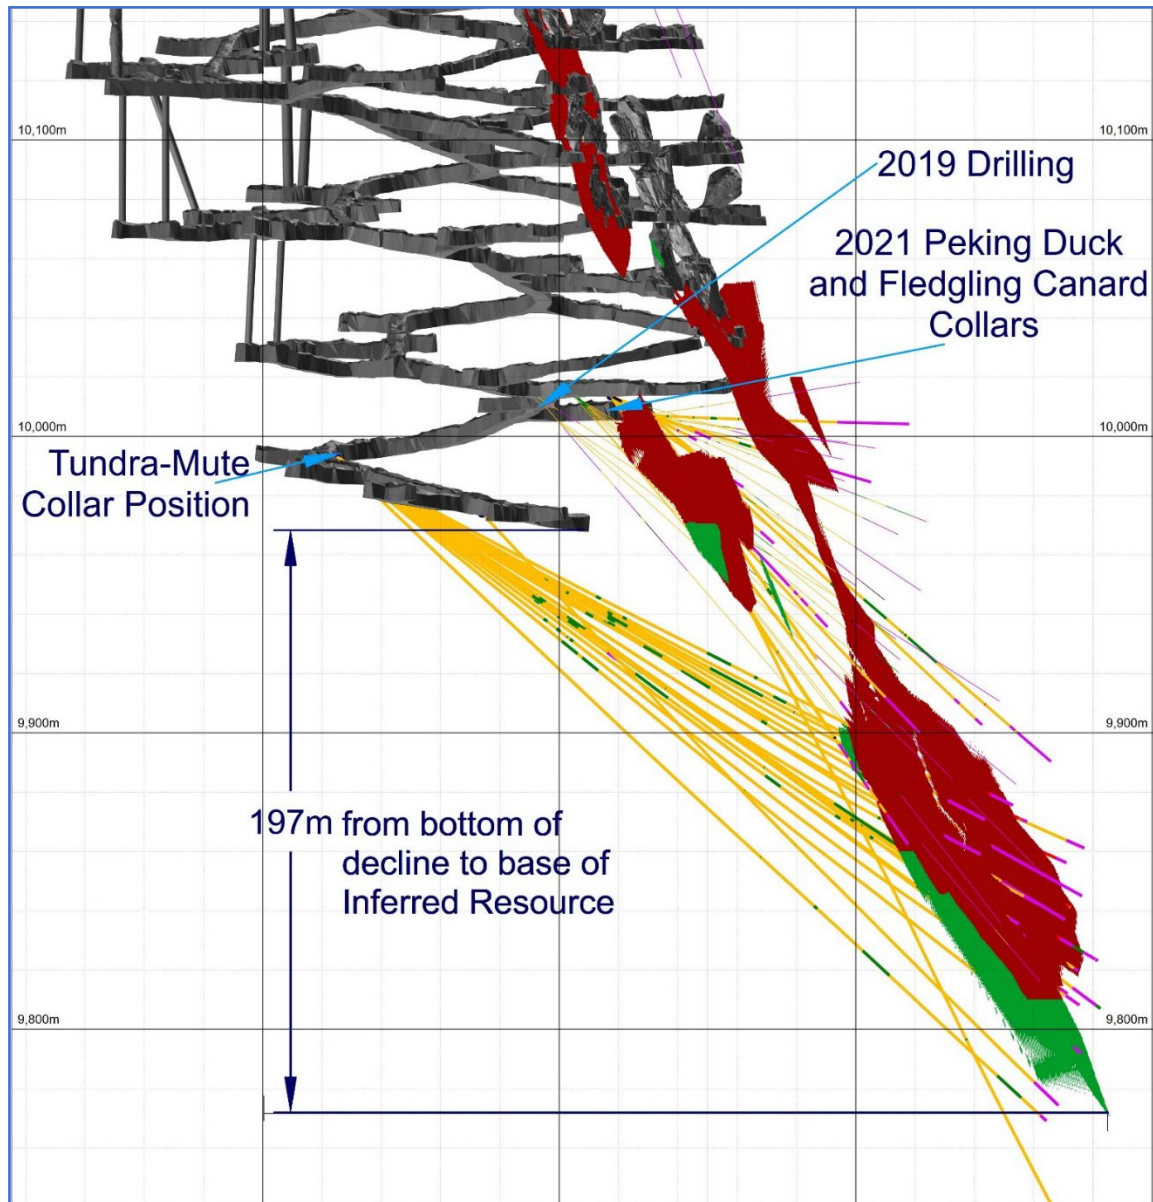 10,100m
10,100m
2019 Drilling
2021 Peking Duck
and Fledgling Canard
Collars
10,000m
10,000m
Tundra-Mute
Collar Position
9,900m
9,900m
197m from bottom of
decline to base of
Inferred Resource
9,800m
9,800m